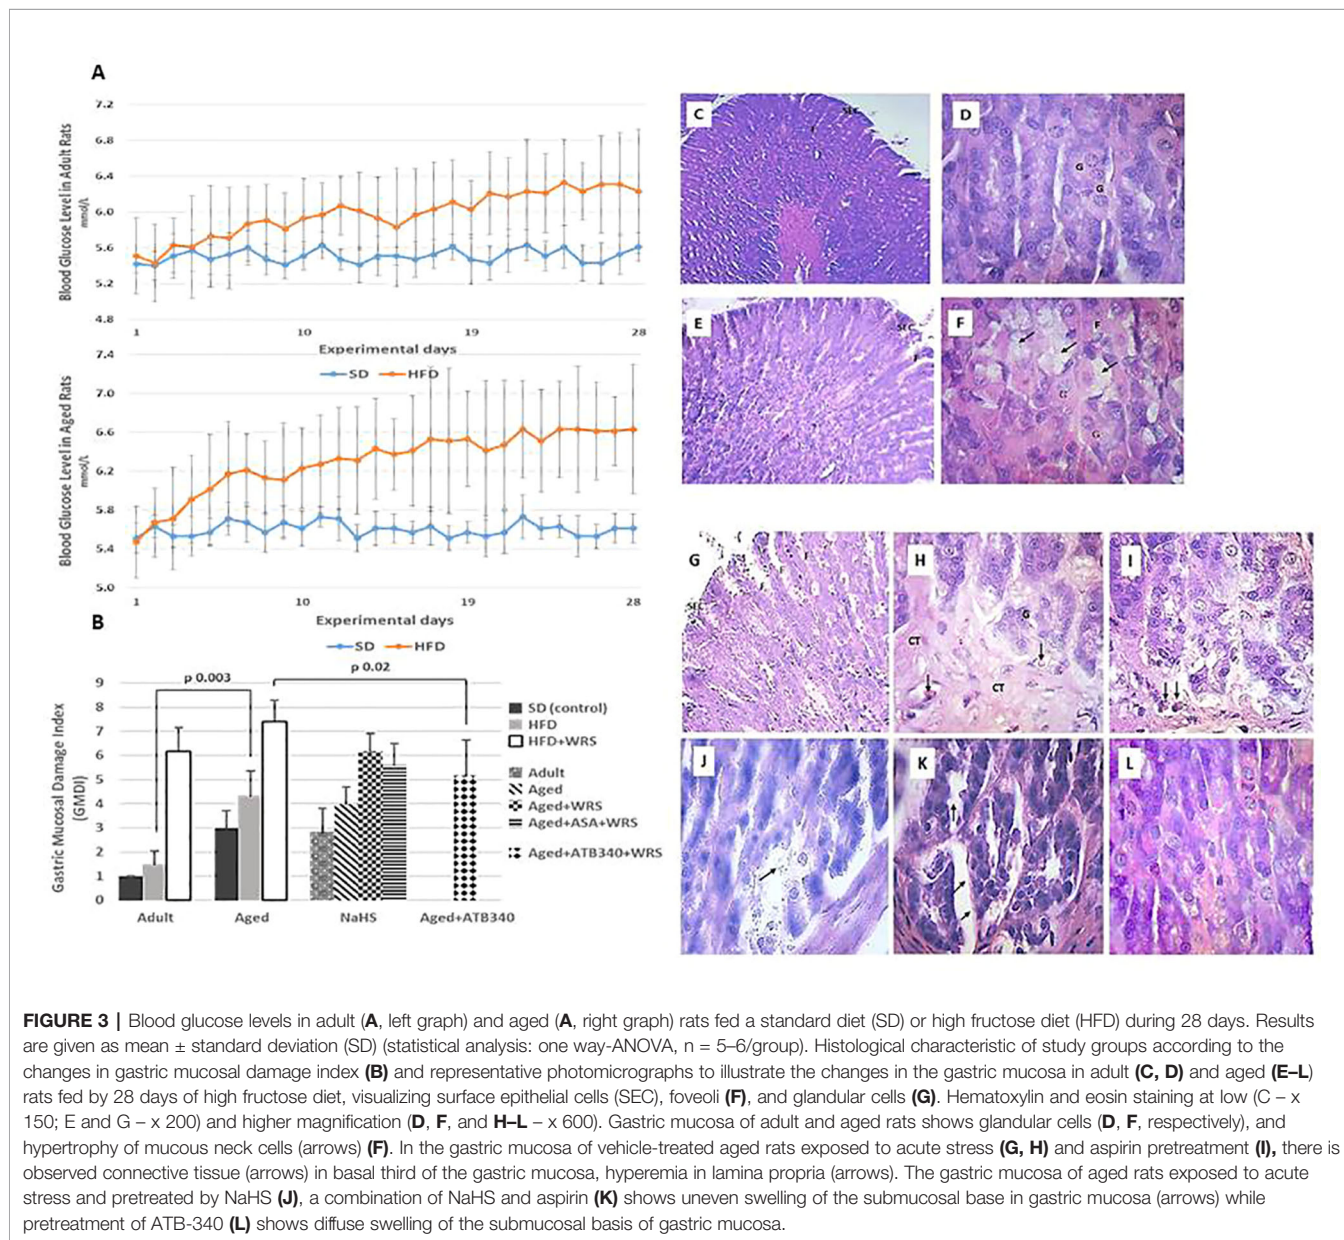 A
7.2
6.8
6.4
6.0
5.6
5.2
4.8
Blood Glucose Level in Adult Rats
mmol/L
1
10
19
28
Experimental days
SD
HFD
7.4
7.0
6.6
6.2
5.8
5.4
5.0
Blood Glucose Level in Aged Rats
mmol/L
1
10
19
28
Experimental days
SD
HFD
B
p 0.003
p 0.02
9
8
7
6
5
4
3
2
1
0
Gastric Mucosal Damage Index
(GMDI)
Adult
Aged
NaHS
Aged+ATB340
SD (control)
HFD
HFD+WRS
Adult
Aged
Aged+WRS
Aged+ASA+WRS
Aged+ATB340+WRS
C
SEC
F
D
G
G
E
SEC
F
F
F
G
G
SEC
F
F
H
CT
G
CT
I
J
K
L
FIGURE 3 | Blood glucose levels in adult (A, left graph) and aged (A, right graph) rats fed a standard diet (SD) or high fructose diet (HFD) during 28 days. Results
are given as mean ± standard deviation (SD) (statistical analysis: one way-ANOVA, n = 5–6/group). Histological characteristic of study groups according to the
changes in gastric mucosal damage index (B) and representative photomicrographs to illustrate the changes in the gastric mucosa in adult (C, D) and aged (E–L)
rats fed by 28 days of high fructose diet, visualizing surface epithelial cells (SEC), foveoli (F), and glandular cells (G). Hematoxylin and eosin staining at low (C – x
150; E and G – x 200) and higher magnification (D, F, and H–L – x 600). Gastric mucosa of adult and aged rats shows glandular cells (D, F, respectively), and
hypertrophy of mucous neck cells (arrows) (F). In the gastric mucosa of vehicle-treated aged rats exposed to acute stress (G, H) and aspirin pretreatment (I), there is
observed connective tissue (arrows) in basal third of the gastric mucosa, hyperemia in lamina propria (arrows). The gastric mucosa of aged rats exposed to acute
stress and pretreated by NaHS (J), a combination of NaHS and aspirin (K) shows uneven swelling of the submucosal base in gastric mucosa (arrows) while
pretreatment of ATB-340 (L) shows diffuse swelling of the submucosal basis of gastric mucosa.